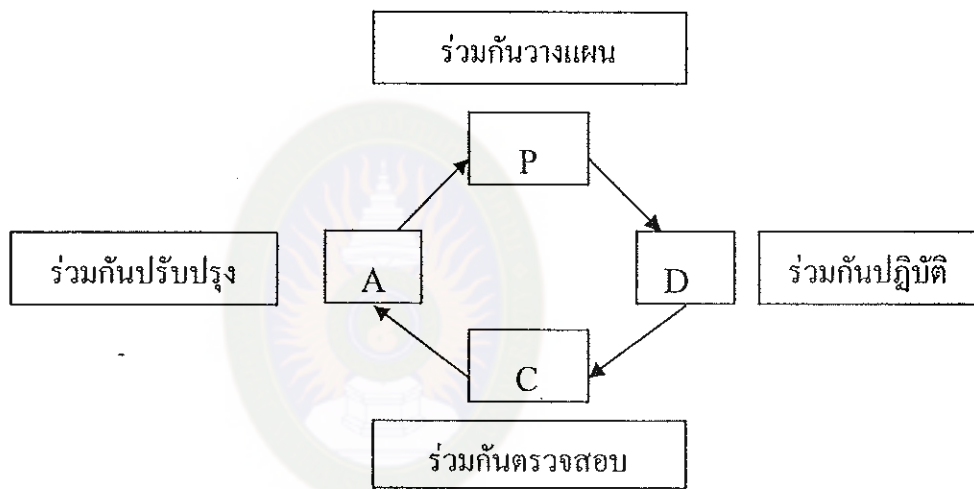 ร่วมกันวางแผน
P
ร่วมกันปรับปรุง
A
D
ร่วมกันปฏิบัติ
C
ร่วมกันตรวจสอบ